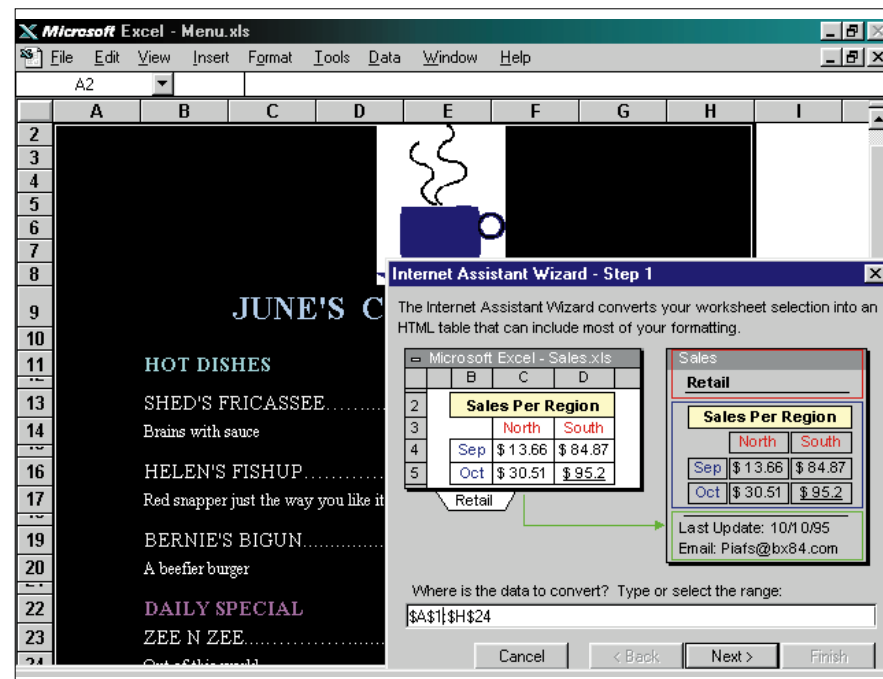 Microsoft Excel - Menu.xls
File Edit View Insert Format Tools Data Window Help
A2
A B C D E F G H I
2
3
4
5
6
7
8
9 JUNE'S C
10
11 HOT DISHES
13 SHED'S FRICASSEE..........
14 Brains with sauce
16 HELEN'S FISHUP.............
17 Red snapper just the way you like it
19 BERNIE'S BIGUN..............
20 A beefier burger
22 DAILY SPECIAL
23 ZEE N ZEE......................
24 Out of this world
Internet Assistant Wizard - Step 1
The Internet Assistant Wizard converts your worksheet selection into an
HTML table that can include most of your formatting.
Microsoft Excel - Sales.xls
B C D
2 Sales Per Region
3 North South
4 Sep $ 13.66 $ 84.87
5 Oct $ 30.51 $ 95.2
Retail
Sales
Retail
Sales Per Region
North South
Sep $ 13.66 $ 84.87
Oct $ 30.51 $ 95.2
Last Update: 10/10/95
Email: Piafs@bx84.com
Where is the data to convert? Type or select the range:
$A$1:$H$24
Cancel < Back Next > Finish